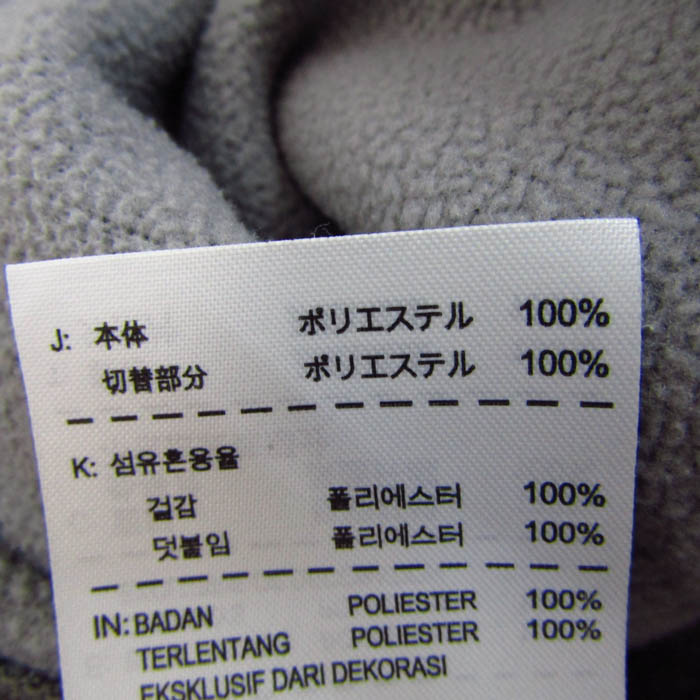 J: 本体 ポリエステル 100%
切替部分 ポリエステル 100%
K: 섬유혼용율
겉감 폴리에스터 100%
덧붙임 폴리에스터 100%
IN: BADAN POLIESTER 100%
TERLENTANG POLIESTER 100%
EKSKLUSIF DARI DEKORASI